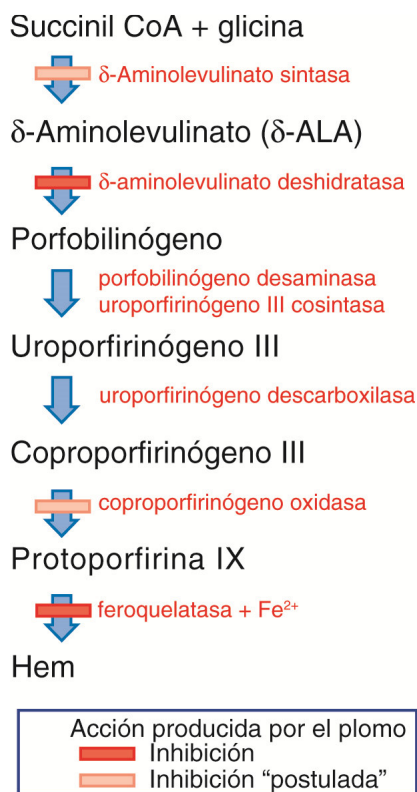 Succinil CoA + glicina
δ-Aminolevulinato sintasa
δ-Aminolevulinato (δ-ALA)
δ-aminolevulinato deshidratasa
Porfobilinógeno
porfobilinógeno desaminasa
uroporfirinógeno III cosintasa
Uroporfirinógeno III
uroporfirinógeno descarboxilasa
Coproporfirinógeno III
coproporfirinógeno oxidasa
Protoporfirina IX
feroquelatasa + Fe²⁺
Hem
Acción producida por el plomo
Inhibición
Inhibición “postulada”